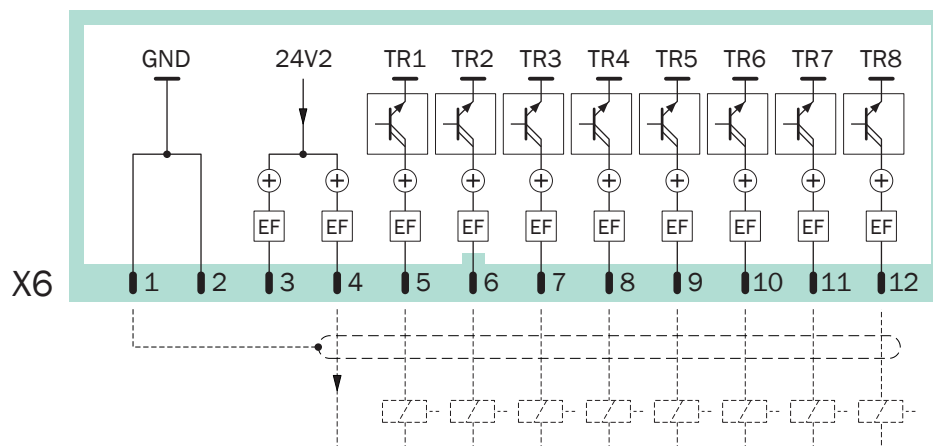 GND 24V2 TR1 TR2 TR3 TR4 TR5 TR6 TR7 TR8
+ + + + + + + + + +
EF EF EF EF EF EF EF EF EF EF
X6 1 2 3 4 5 6 7 8 9 10 11 12